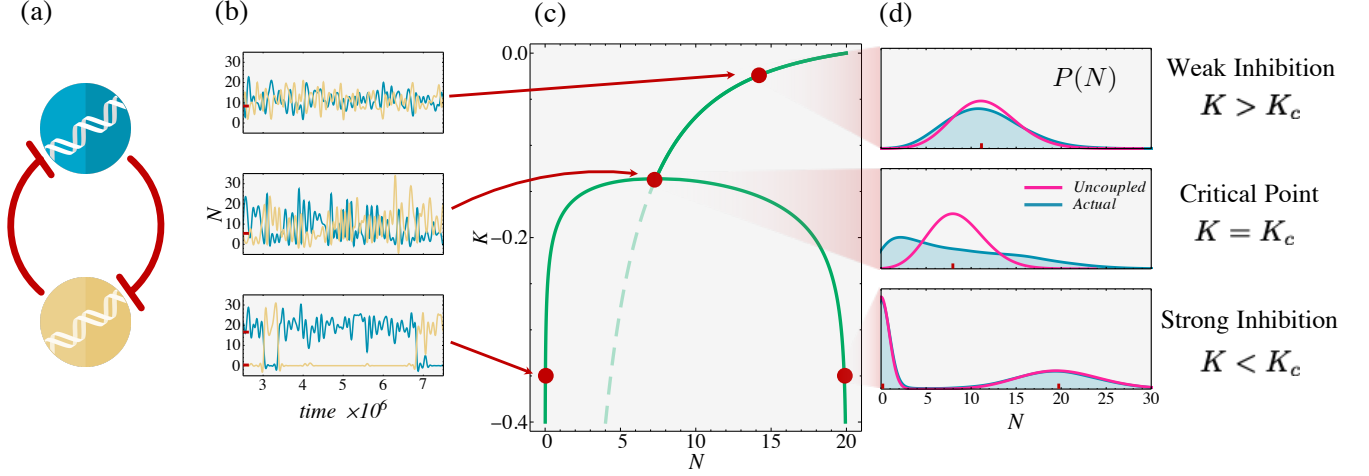 (a)
(b)
(c)
(d)
30
20
10
0
30
20
10
0
N
30
20
10
0
3 4 5 6 7
time ×10⁶
0.0
−0.2
−0.4
K
0 5 10 15 20
N
P(N)
Uncoupled
Actual
0 5 10 15 20 25 30
N
Weak Inhibition
K > K_c
Critical Point
K = K_c
Strong Inhibition
K < K_c